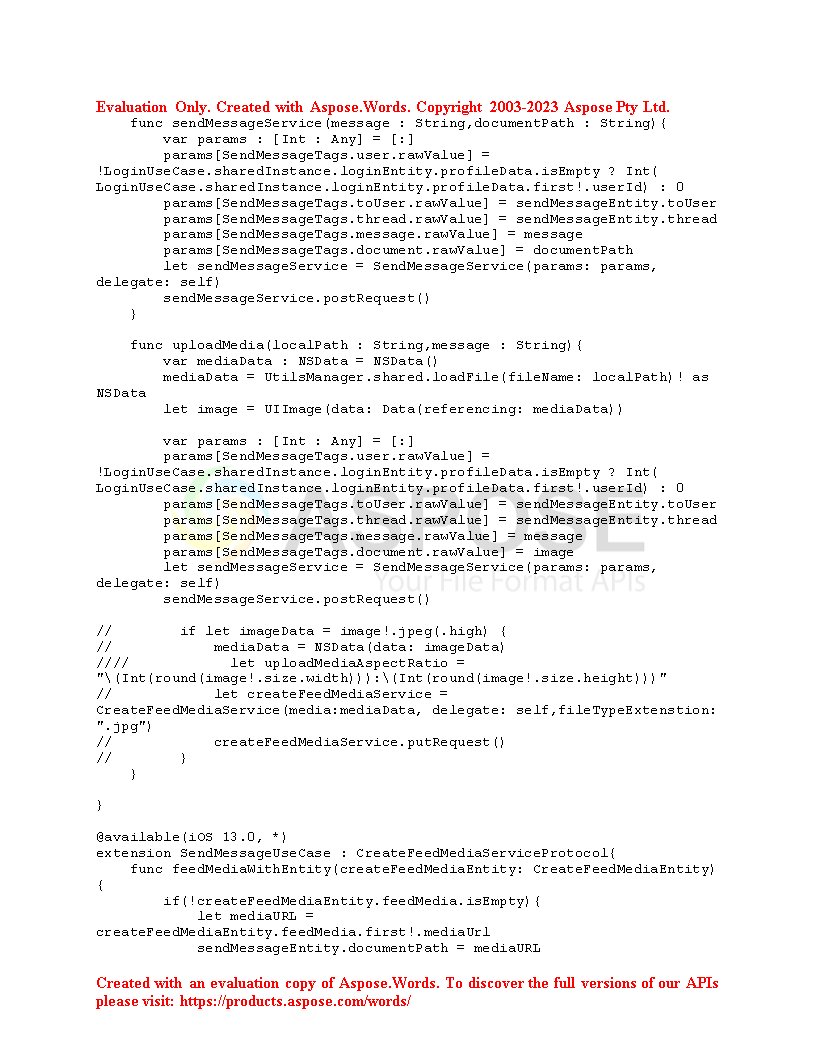 Evaluation Only. Created with Aspose.Words. Copyright 2003-2023 Aspose Pty Ltd.
    func sendMessageService(message : String,documentPath : String){
        var params : [Int : Any] = [:]
        params[SendMessageTags.user.rawValue] =
!LoginUseCase.sharedInstance.loginEntity.profileData.isEmpty ? Int(
LoginUseCase.sharedInstance.loginEntity.profileData.first!.userId) : 0
        params[SendMessageTags.toUser.rawValue] = sendMessageEntity.toUser
        params[SendMessageTags.thread.rawValue] = sendMessageEntity.thread
        params[SendMessageTags.message.rawValue] = message
        params[SendMessageTags.document.rawValue] = documentPath
        let sendMessageService = SendMessageService(params: params,
delegate: self)
        sendMessageService.postRequest()
    }
    func uploadMedia(localPath : String,message : String){
        var mediaData : NSData = NSData()
        mediaData = UtilsManager.shared.loadFile(fileName: localPath)! as
NSData
        let image = UIImage(data: Data(referencing: mediaData))
        var params : [Int : Any] = [:]
        params[SendMessageTags.user.rawValue] =
!LoginUseCase.sharedInstance.loginEntity.profileData.isEmpty ? Int(
LoginUseCase.sharedInstance.loginEntity.profileData.first!.userId) : 0
        params[SendMessageTags.toUser.rawValue] = sendMessageEntity.toUser
        params[SendMessageTags.thread.rawValue] = sendMessageEntity.thread
        params[SendMessageTags.message.rawValue] = message
        params[SendMessageTags.document.rawValue] = image
        let sendMessageService = SendMessageService(params: params,
delegate: self)
        sendMessageService.postRequest()
ASPOSE
Your File Format APIs
//        if let imageData = image!.jpeg(.high) {
//            mediaData = NSData(data: imageData)
////            let uploadMediaAspectRatio =
"\(Int(round(image!.size.width))):\(Int(round(image!.size.height)))"
//            let createFeedMediaService =
CreateFeedMediaService(media:mediaData, delegate: self,fileTypeExtenstion:
".jpg")
//            createFeedMediaService.putRequest()
//        }
    }
}
@available(iOS 13.0, *)
extension SendMessageUseCase : CreateFeedMediaServiceProtocol{
    func feedMediaWithEntity(createFeedMediaEntity: CreateFeedMediaEntity)
{
        if(!createFeedMediaEntity.feedMedia.isEmpty){
            let mediaURL =
createFeedMediaEntity.feedMedia.first!.mediaUrl
            sendMessageEntity.documentPath = mediaURL
Created with an evaluation copy of Aspose.Words. To discover the full versions of our APIs
please visit: https://products.aspose.com/words/